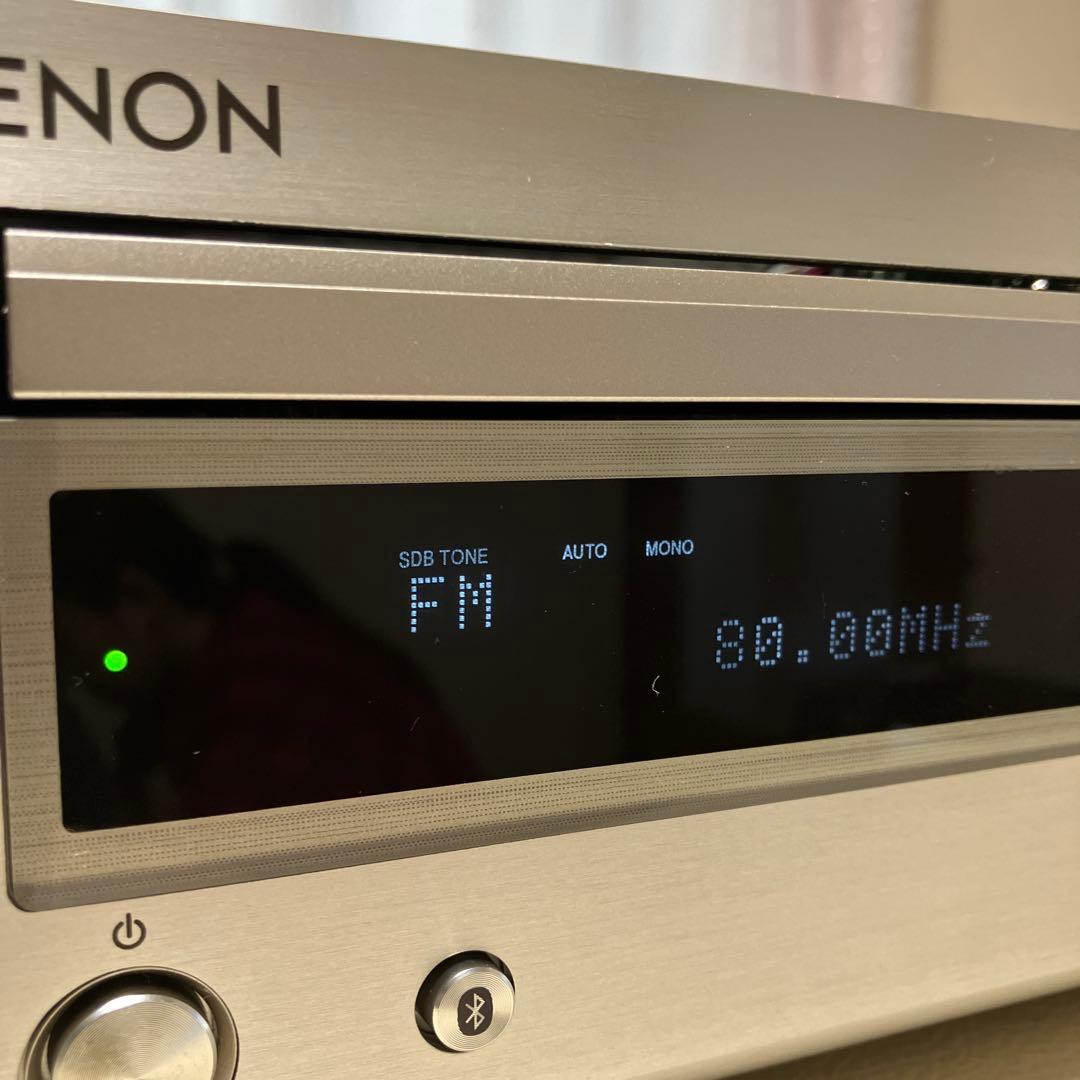 ENON
SDB TONE AUTO MONO
FM 80.00MHz